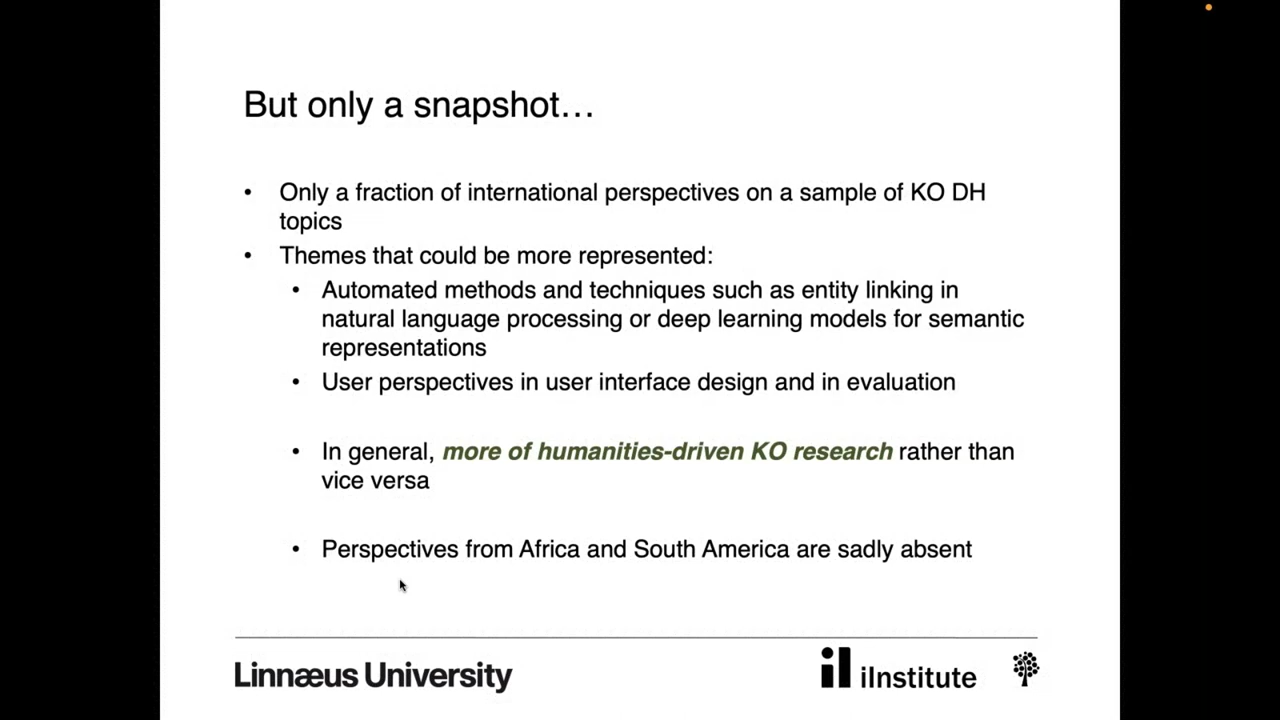 But only a snapshot…
• Only a fraction of international perspectives on a sample of KO DH
topics
• Themes that could be more represented:
• Automated methods and techniques such as entity linking in
natural language processing or deep learning models for semantic
representations
• User perspectives in user interface design and in evaluation
• In general, more of humanities-driven KO research rather than
vice versa
• Perspectives from Africa and South America are sadly absent
Linnæus University
iInstitute